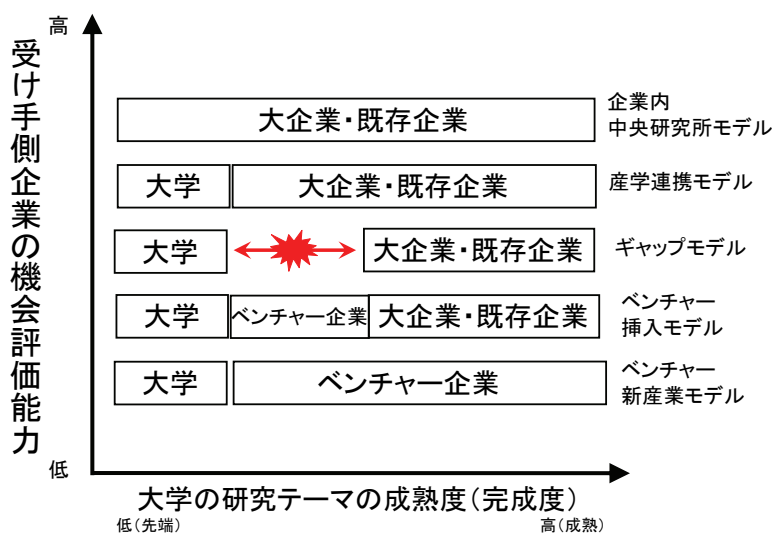 高
受け手側企業の機会評価能力
低
大企業・既存企業
企業内
中央研究所モデル
大学
大企業・既存企業
産学連携モデル
大学
大企業・既存企業
ギャップモデル
大学
ベンチャー企業
大企業・既存企業
ベンチャー
挿入モデル
大学
ベンチャー企業
ベンチャー
新産業モデル
大学の研究テーマの成熟度(完成度)
低(先端)
高(成熟)